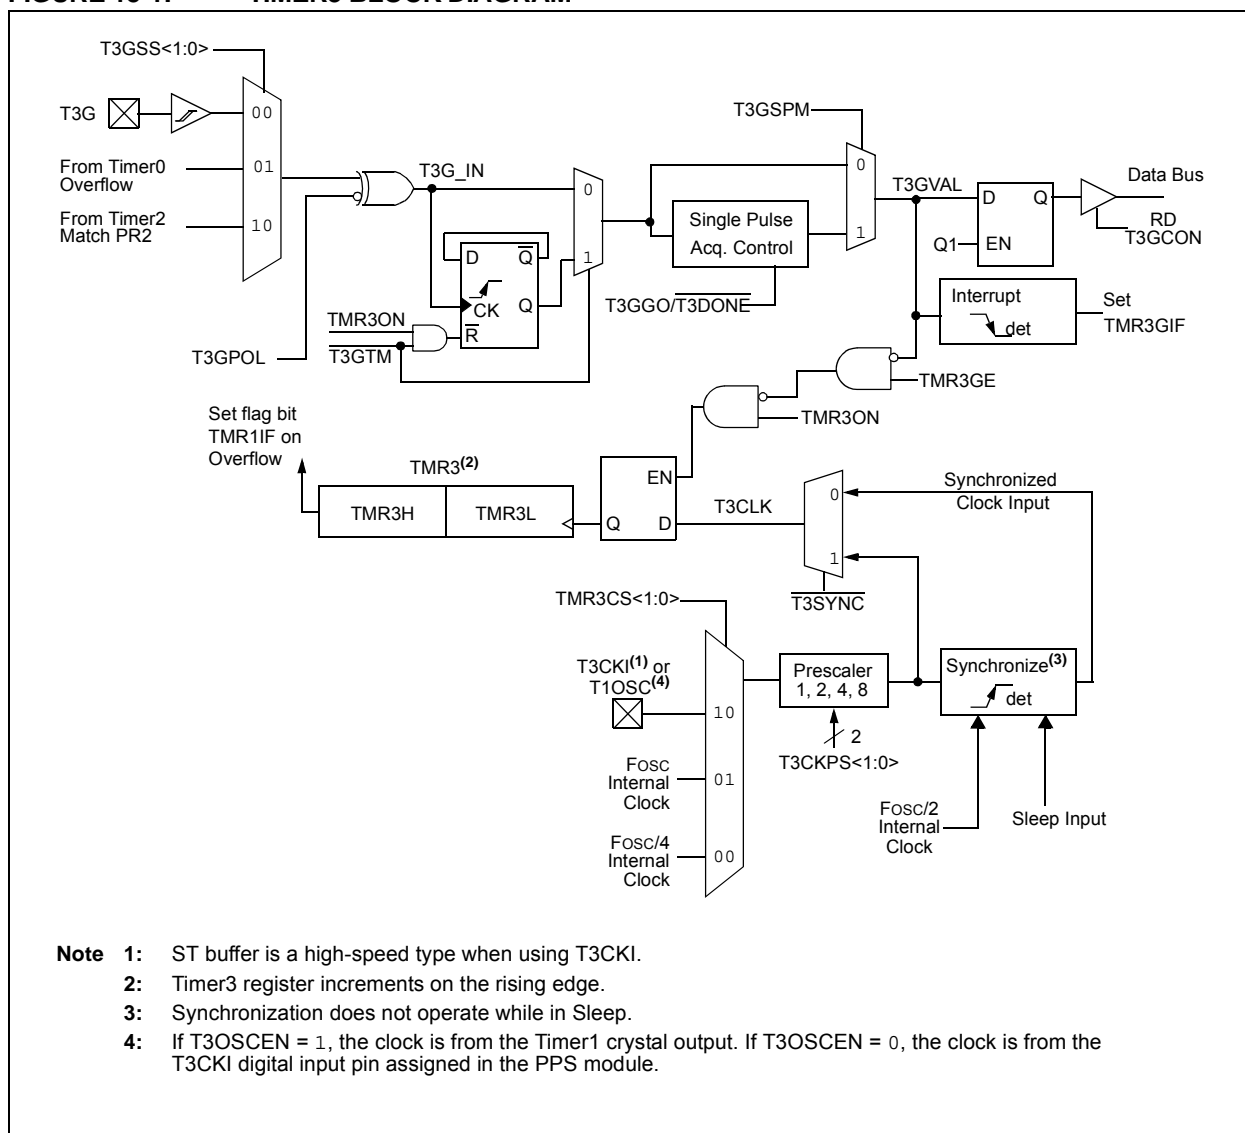 T3GSS<1:0>
T3G
00
From Timer0
Overflow
01
From Timer2
Match PR2
10
T3GPOL
T3G_IN
0
1
D
Q
CK
Q
R
TMR3ON
T3GTM
T3GSPM
Single Pulse
Acq. Control
T3GGO/T3DONE
0
1
T3GVAL
D
Q
Q1
EN
Data Bus
RD
T3GCON
Interrupt
det
Set
TMR3GIF
TMR3GE
TMR3ON
Set flag bit
TMR1IF on
Overflow
TMR3(2)
TMR3H
TMR3L
EN
Q
D
T3CLK
0
1
T3SYNC
Synchronized
Clock Input
TMR3CS<1:0>
T3CKI(1) or
T1OSC(4)
10
FOSC
Internal
Clock
01
FOSC/4
Internal
Clock
00
Prescaler
1, 2, 4, 8
2
T3CKPS<1:0>
Synchronize(3)
det
FOSC/2
Internal
Clock
Sleep Input
Note 1: ST buffer is a high-speed type when using T3CKI.
2: Timer3 register increments on the rising edge.
3: Synchronization does not operate while in Sleep.
4: If T3OSCEN = 1, the clock is from the Timer1 crystal output. If T3OSCEN = 0, the clock is from the
T3CKI digital input pin assigned in the PPS module.